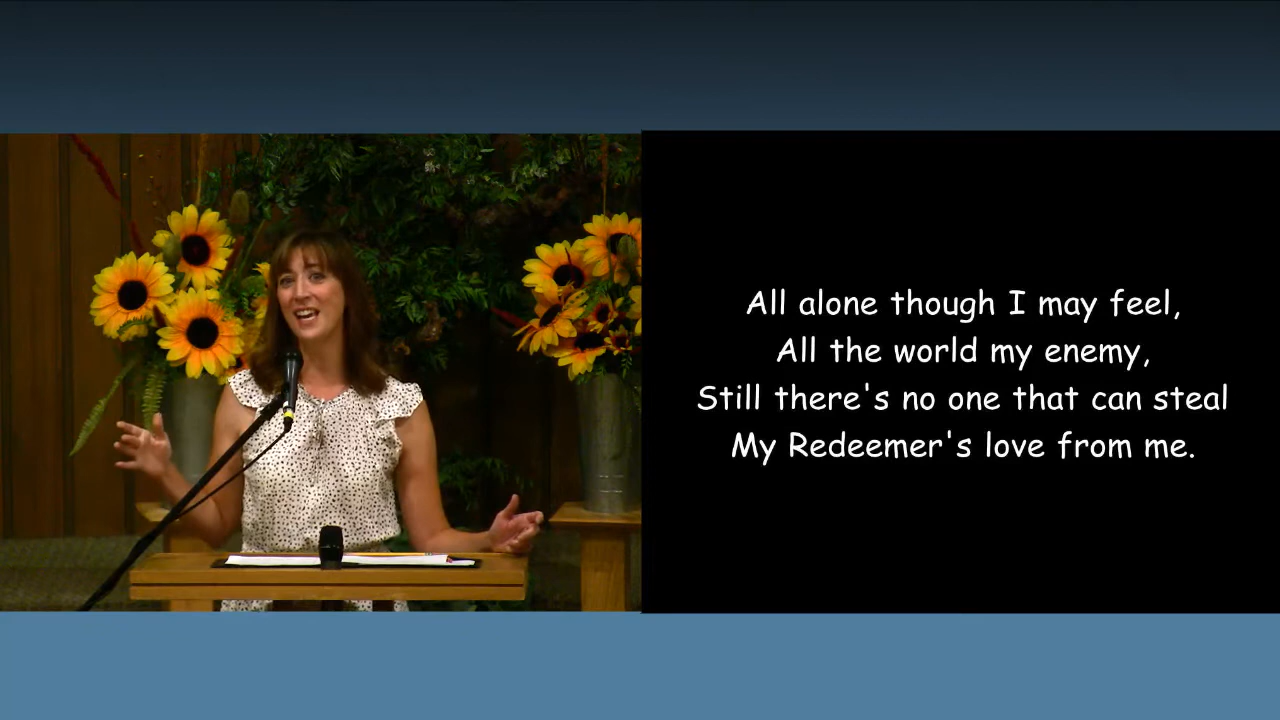 All alone though I may feel,
All the world my enemy,
Still there's no one that can steal
My Redeemer's love from me.